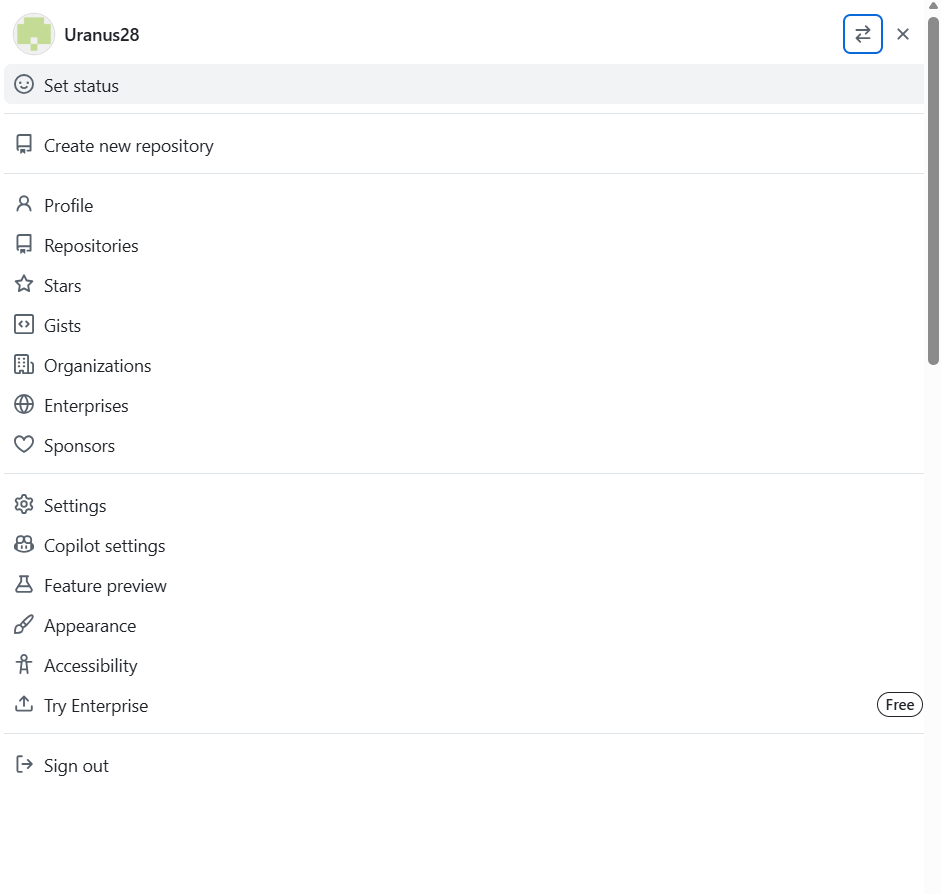 Uranus28
Set status
Create new repository
Profile
Repositories
Stars
Gists
Organizations
Enterprises
Sponsors
Settings
Copilot settings
Feature preview
Appearance
Accessibility
Try Enterprise Free
Sign out